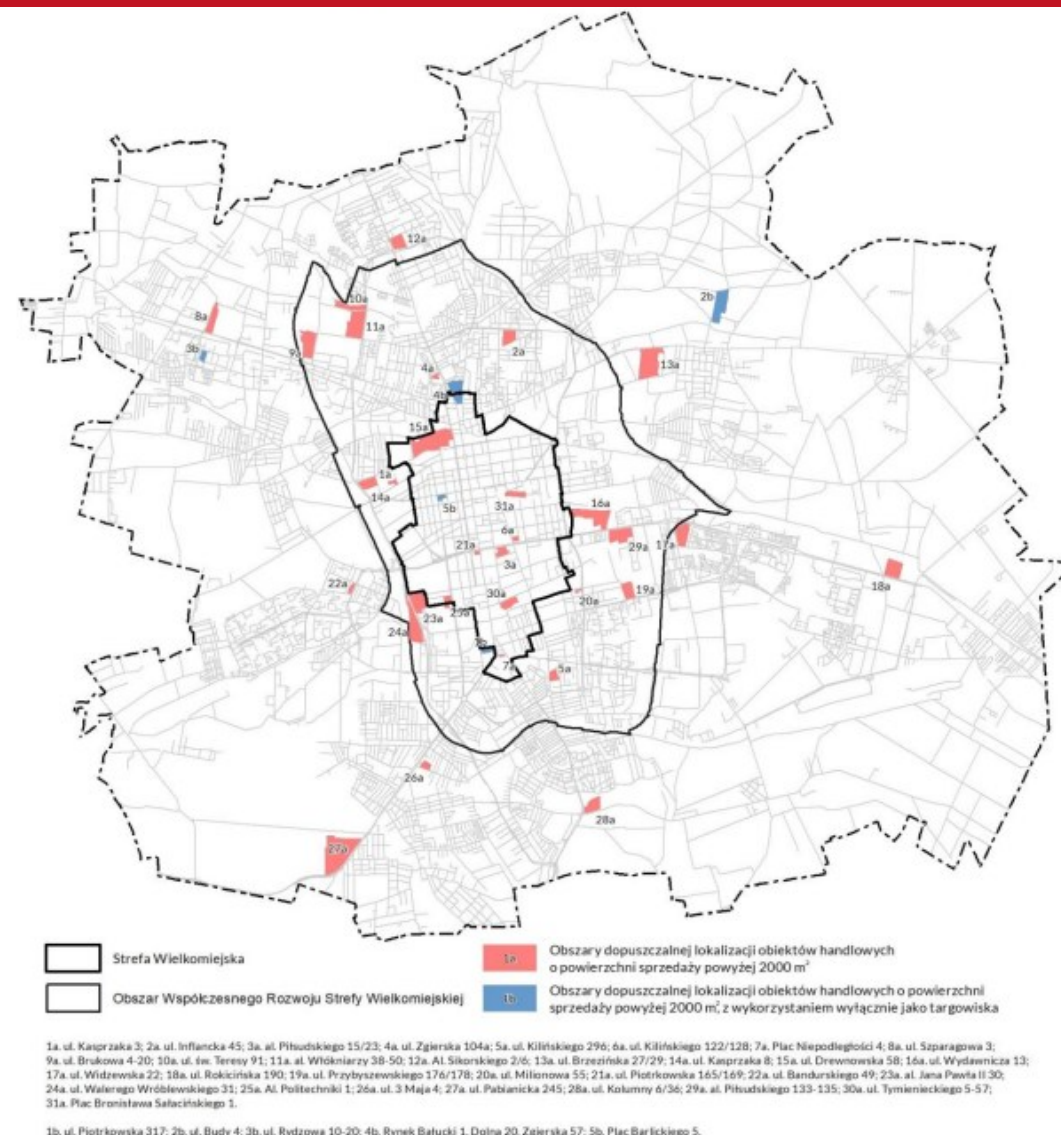 12a
10a
2b
8a
11a
9a
2a
3b
13a
4a
4b
15a
1a
14a
31a
16a
5b
6a
29a
17a
21a
3a
18a
22a
30a
20a
19a
23a
25a
24a
1b
7a
5a
26a
28a
27a
Strefa Wielkomiejska
Obszar Współczesnego Rozwoju Strefy Wielkomiejskiej
1a
Obszary dopuszczalnej lokalizacji obiektów handlowych
o powierzchni sprzedaży powyżej 2000 m²
1b
Obszary dopuszczalnej lokalizacji obiektów handlowych o powierzchni
sprzedaży powyżej 2000 m², z wykorzystaniem wyłącznie jako targowiska
1a. ul. Kasprzaka 3; 2a. ul. Inflancka 45; 3a. al. Piłsudskiego 15/23; 4a. ul. Zgierska 104a; 5a. ul. Kilińskiego 296; 6a. ul. Kilińskiego 122/128; 7a. Plac Niepodległości 4; 8a. ul. Szparagowa 3;
9a. ul. Brukowa 4-20; 10a. ul. św. Teresy 91; 11a. al. Włókniarzy 38-50; 12a. Al. Sikorskiego 2/6; 13a. ul. Brzezińska 27/29; 14a. ul. Kasprzaka 8; 15a. ul. Drewnowska 58; 16a. ul. Wydawnicza 13;
17a. ul. Widzewska 22; 18a. ul. Rokicińska 190; 19a. ul. Przybyszewskiego 176/178; 20a. ul. Milionowa 55; 21a. ul. Piotrkowska 165/169; 22a. ul. Bandurskiego 49; 23a. al. Jana Pawła II 30;
24a. ul. Walerego Wróblewskiego 31; 25a. Al. Politechniki 1; 26a. ul. 3 Maja 4; 27a. ul. Pabianicka 245; 28a. ul. Kolumny 6/36; 29a. al. Piłsudskiego 133-135; 30a. ul. Tymienieckiego 5-57;
31a. Plac Bronisława Sałacińskiego 1.
1b. ul. Piotrkowska 317; 2b. ul. Budy 4; 3b. ul. Rydzowa 10-20; 4b. Rynek Bałucki 1, Dolna 20, Zgierska 57; 5b. Plac Barlickiego 5.